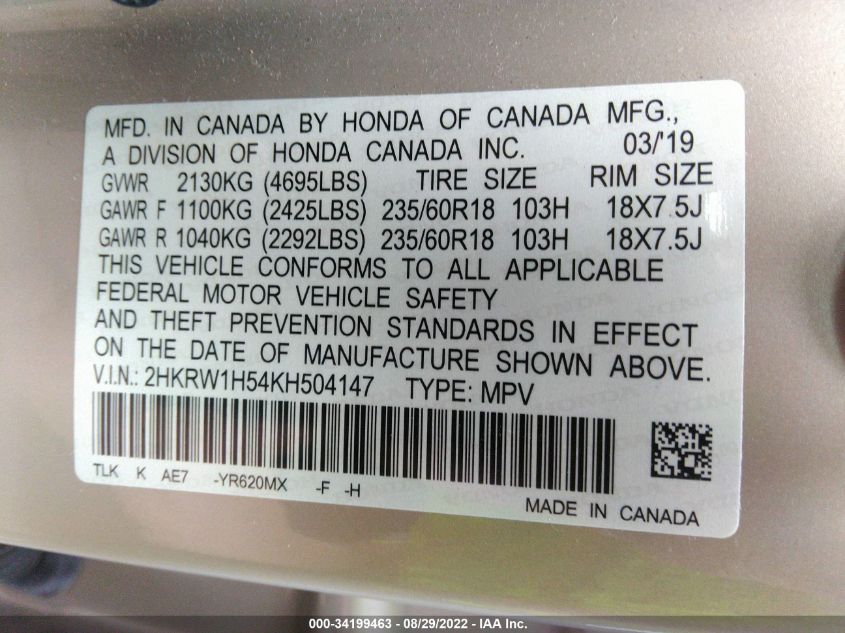 MFD. IN CANADA BY HONDA OF CANADA MFG.,
A DIVISION OF HONDA CANADA INC. 03/'19
GVWR 2130KG (4695LBS) TIRE SIZE RIM SIZE
GAWR F 1100KG (2425LBS) 235/60R18 103H 18X7.5J
GAWR R 1040KG (2292LBS) 235/60R18 103H 18X7.5J
THIS VEHICLE CONFORMS TO ALL APPLICABLE
FEDERAL MOTOR VEHICLE SAFETY
AND THEFT PREVENTION STANDARDS IN EFFECT
ON THE DATE OF MANUFACTURE SHOWN ABOVE.
V.I.N.: 2HKRW1H54KH504147 TYPE: MPV
TLK K AE7 -YR620MX -F -H
MADE IN CANADA
000-34199463 - 08/29/2022 - IAA Inc.